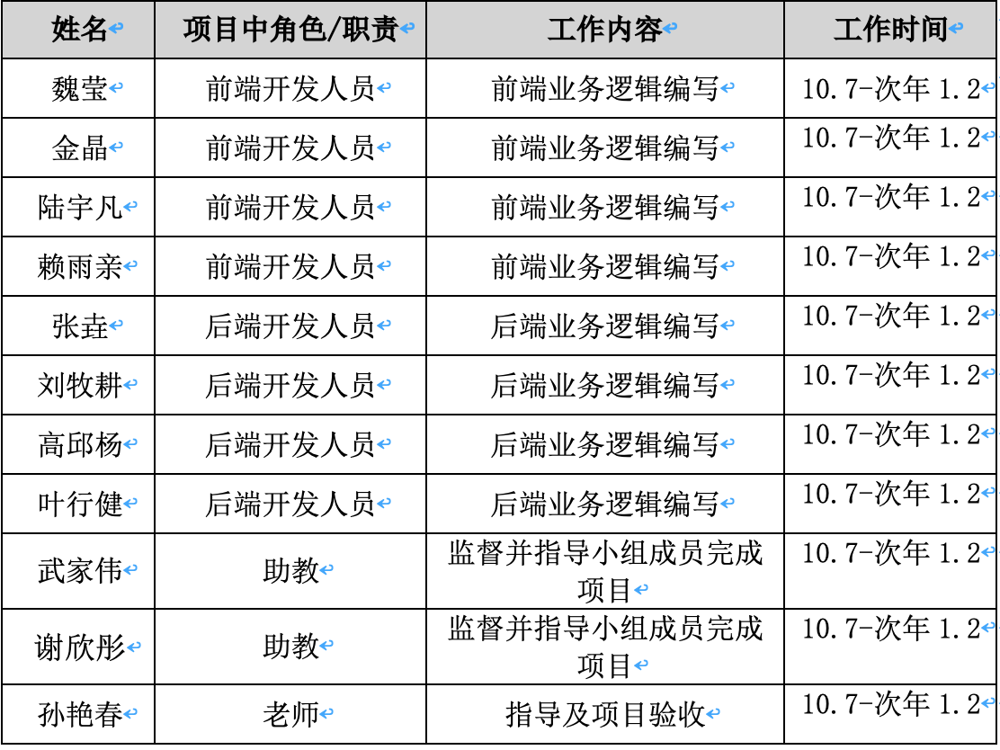 姓名 项目中角色/职责 工作内容 工作时间
魏莹 前端开发人员 前端业务逻辑编写 10.7-次年 1.2
金晶 前端开发人员 前端业务逻辑编写 10.7-次年 1.2
陆宇凡 前端开发人员 前端业务逻辑编写 10.7-次年 1.2
赖雨亲 前端开发人员 前端业务逻辑编写 10.7-次年 1.2
张垚 后端开发人员 后端业务逻辑编写 10.7-次年 1.2
刘牧耕 后端开发人员 后端业务逻辑编写 10.7-次年 1.2
高邱杨 后端开发人员 后端业务逻辑编写 10.7-次年 1.2
叶行健 后端开发人员 后端业务逻辑编写 10.7-次年 1.2
武家伟 助教 监督并指导小组成员完成 10.7-次年 1.2
项目
谢欣彤 助教 监督并指导小组成员完成 10.7-次年 1.2
项目
孙艳春 老师 指导及项目验收 10.7-次年 1.2